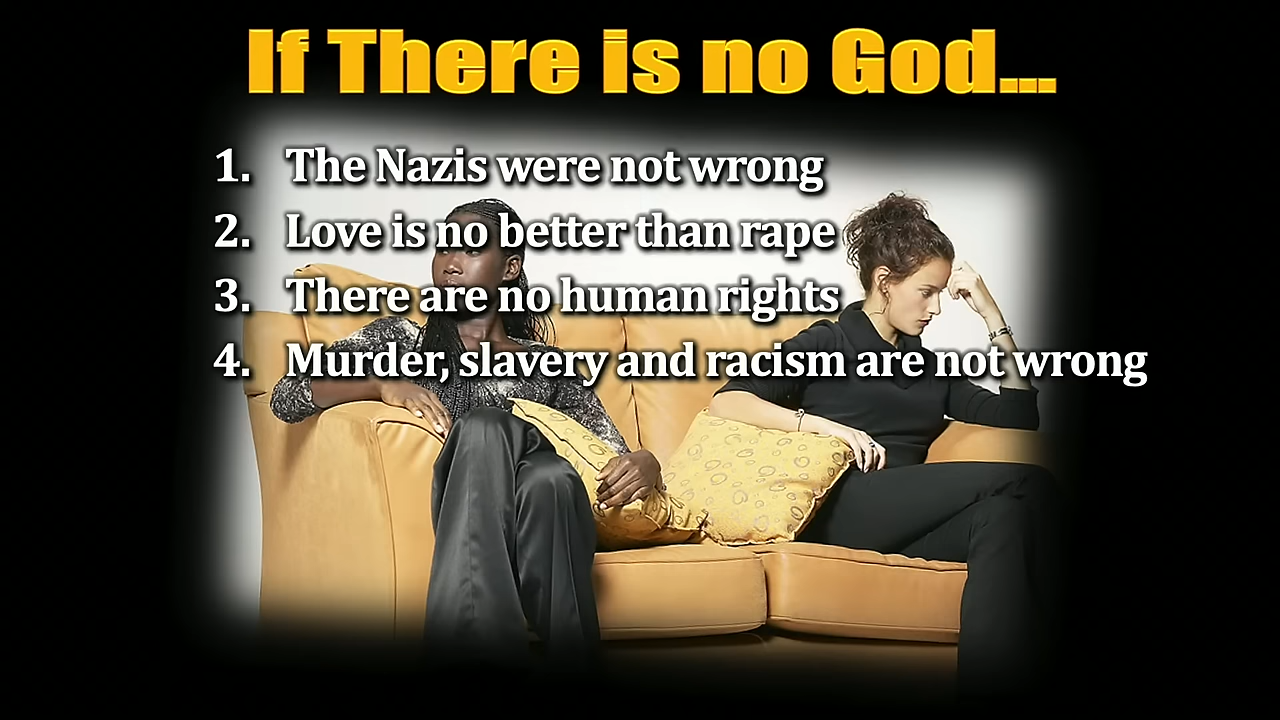 If There is no God...
1. The Nazis were not wrong
2. Love is no better than rape
3. There are no human rights
4. Murder, slavery and racism are not wrong